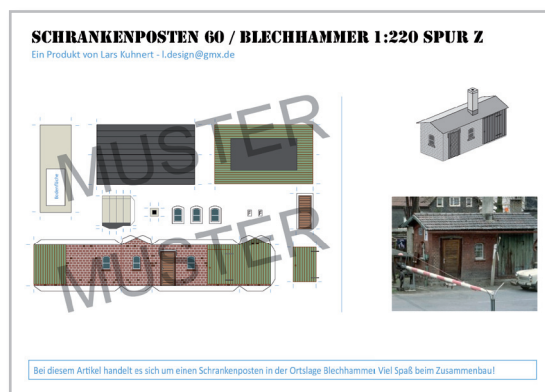 SCHRANKENPOSTEN 60 / BLECHHAMMER 1:220 SPUR Z
Ein Produkt von Lars Kuhnert - l.design@gmx.de
MUSTER
Bodenfläche
MUSTER
Bei diesem Artikel handelt es sich um einen Schrankenposten in der Ortslage Blechhammer. Viel Spaß beim Zusammenbau!